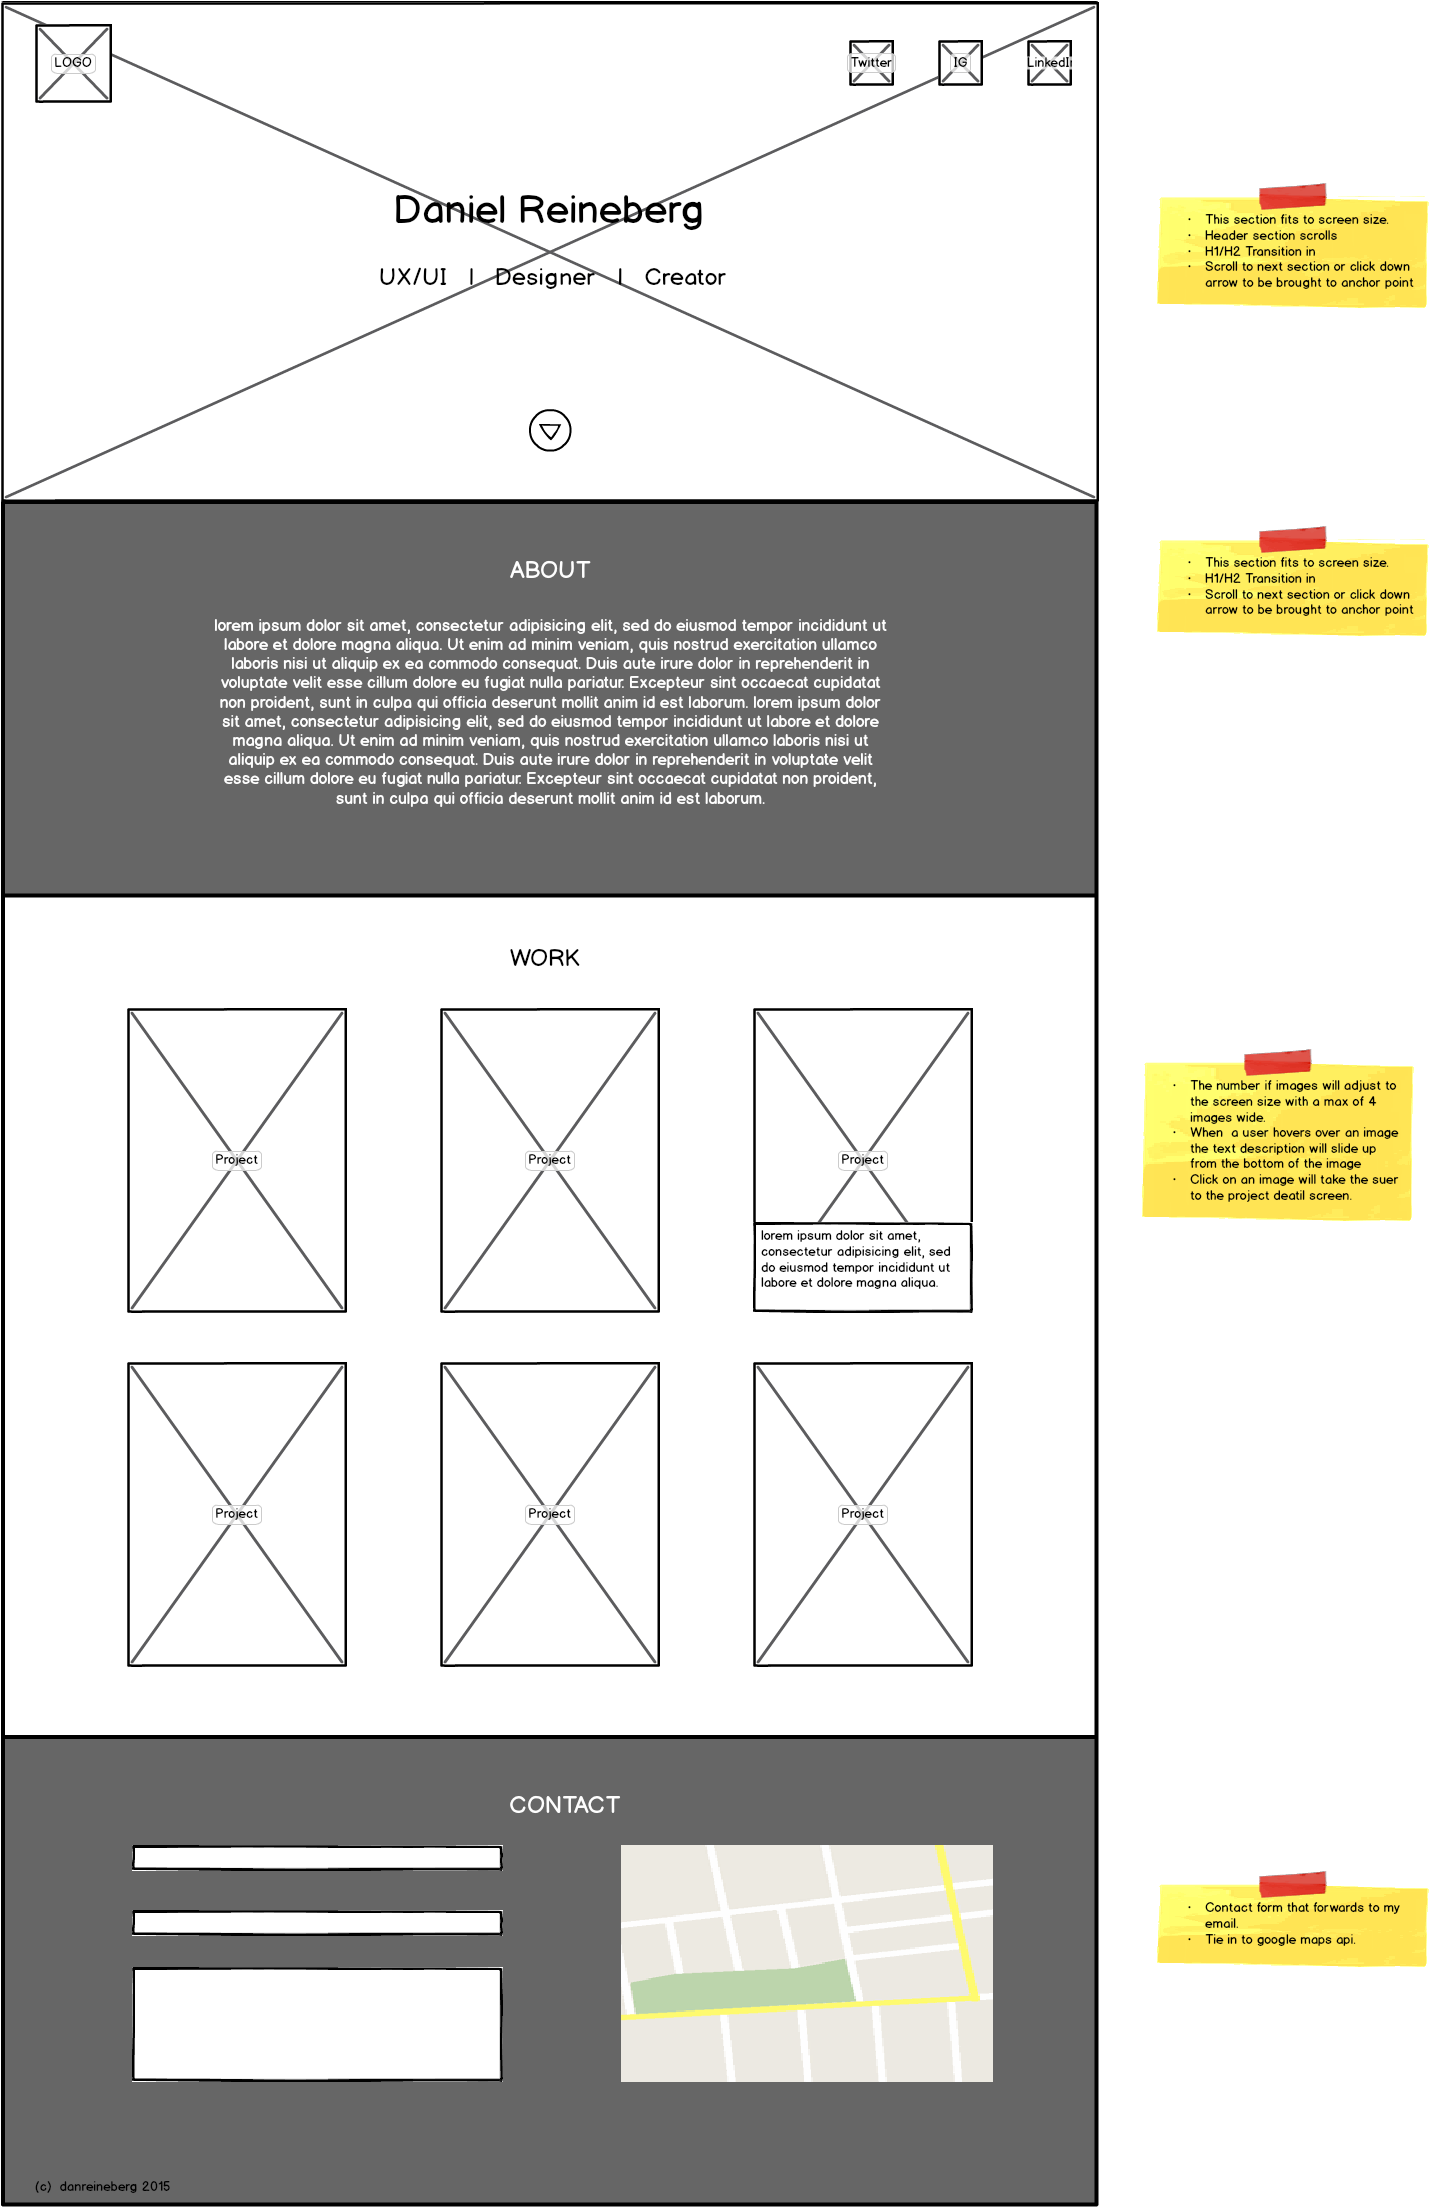 LOGO
Twitter
IG
LinkedI
Daniel Reineberg
UX/UI | Designer | Creator
· This section fits to screen size.
· Header section scrolls
· H1/H2 Transition in
· Scroll to next section or click down
arrow to be brought to anchor point
ABOUT
lorem ipsum dolor sit amet, consectetur adipisicing elit, sed do eiusmod tempor incididunt ut
labore et dolore magna aliqua. Ut enim ad minim veniam, quis nostrud exercitation ullamco
laboris nisi ut aliquip ex ea commodo consequat. Duis aute irure dolor in reprehenderit in
voluptate velit esse cillum dolore eu fugiat nulla pariatur. Excepteur sint occaecat cupidatat
non proident, sunt in culpa qui officia deserunt mollit anim id est laborum. lorem ipsum dolor
sit amet, consectetur adipisicing elit, sed do eiusmod tempor incididunt ut labore et dolore
magna aliqua. Ut enim ad minim veniam, quis nostrud exercitation ullamco laboris nisi ut
aliquip ex ea commodo consequat. Duis aute irure dolor in reprehenderit in voluptate velit
esse cillum dolore eu fugiat nulla pariatur. Excepteur sint occaecat cupidatat non proident,
sunt in culpa qui officia deserunt mollit anim id est laborum.
· This section fits to screen size.
· H1/H2 Transition in
· Scroll to next section or click down
arrow to be brought to anchor point
WORK
Project
Project
Project
lorem ipsum dolor sit amet,
consectetur adipisicing elit, sed
do eiusmod tempor incididunt ut
labore et dolore magna aliqua.
Project
Project
Project
· The number if images will adjust to
the screen size with a max of 4
images wide.
· When a user hovers over an image
the text description will slide up
from the bottom of the image
· Click on an image will take the suer
to the project deatil screen.
CONTACT
· Contact form that forwards to my
email.
· Tie in to google maps api.
(c) danreineberg 2015